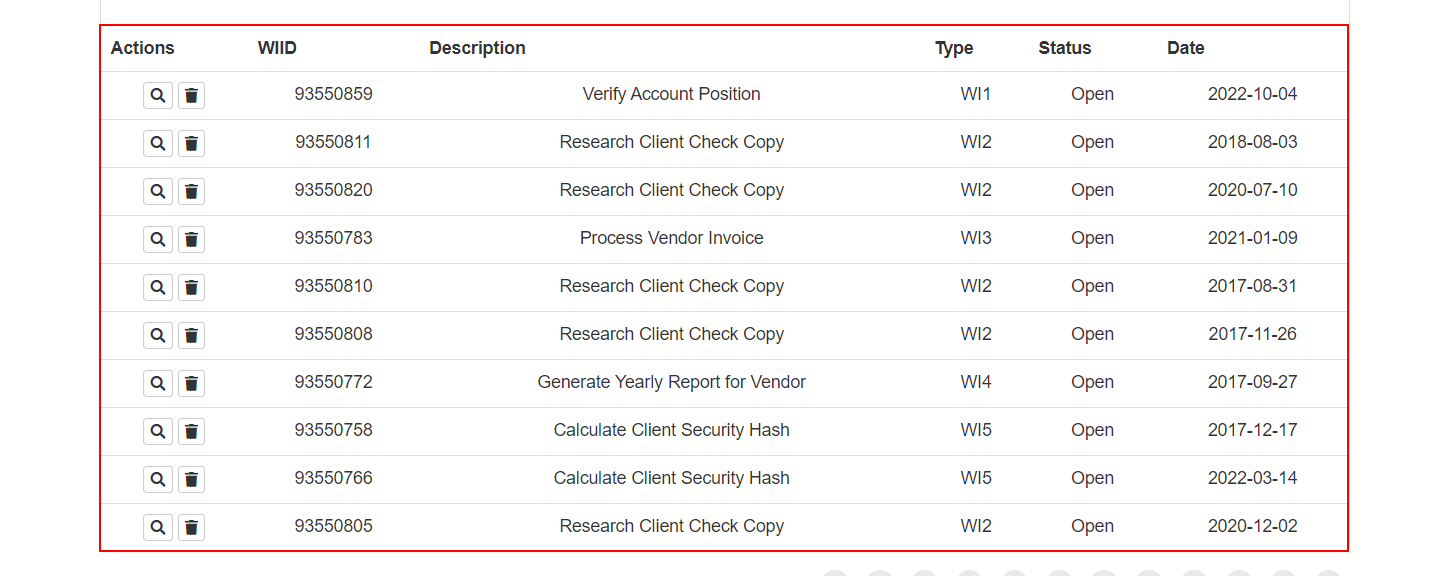 Actions WIID Description Type Status Date
93550859 Verify Account Position WI1 Open 2022-10-04
93550811 Research Client Check Copy WI2 Open 2018-08-03
93550820 Research Client Check Copy WI2 Open 2020-07-10
93550783 Process Vendor Invoice WI3 Open 2021-01-09
93550810 Research Client Check Copy WI2 Open 2017-08-31
93550808 Research Client Check Copy WI2 Open 2017-11-26
93550772 Generate Yearly Report for Vendor WI4 Open 2017-09-27
93550758 Calculate Client Security Hash WI5 Open 2017-12-17
93550766 Calculate Client Security Hash WI5 Open 2022-03-14
93550805 Research Client Check Copy WI2 Open 2020-12-02